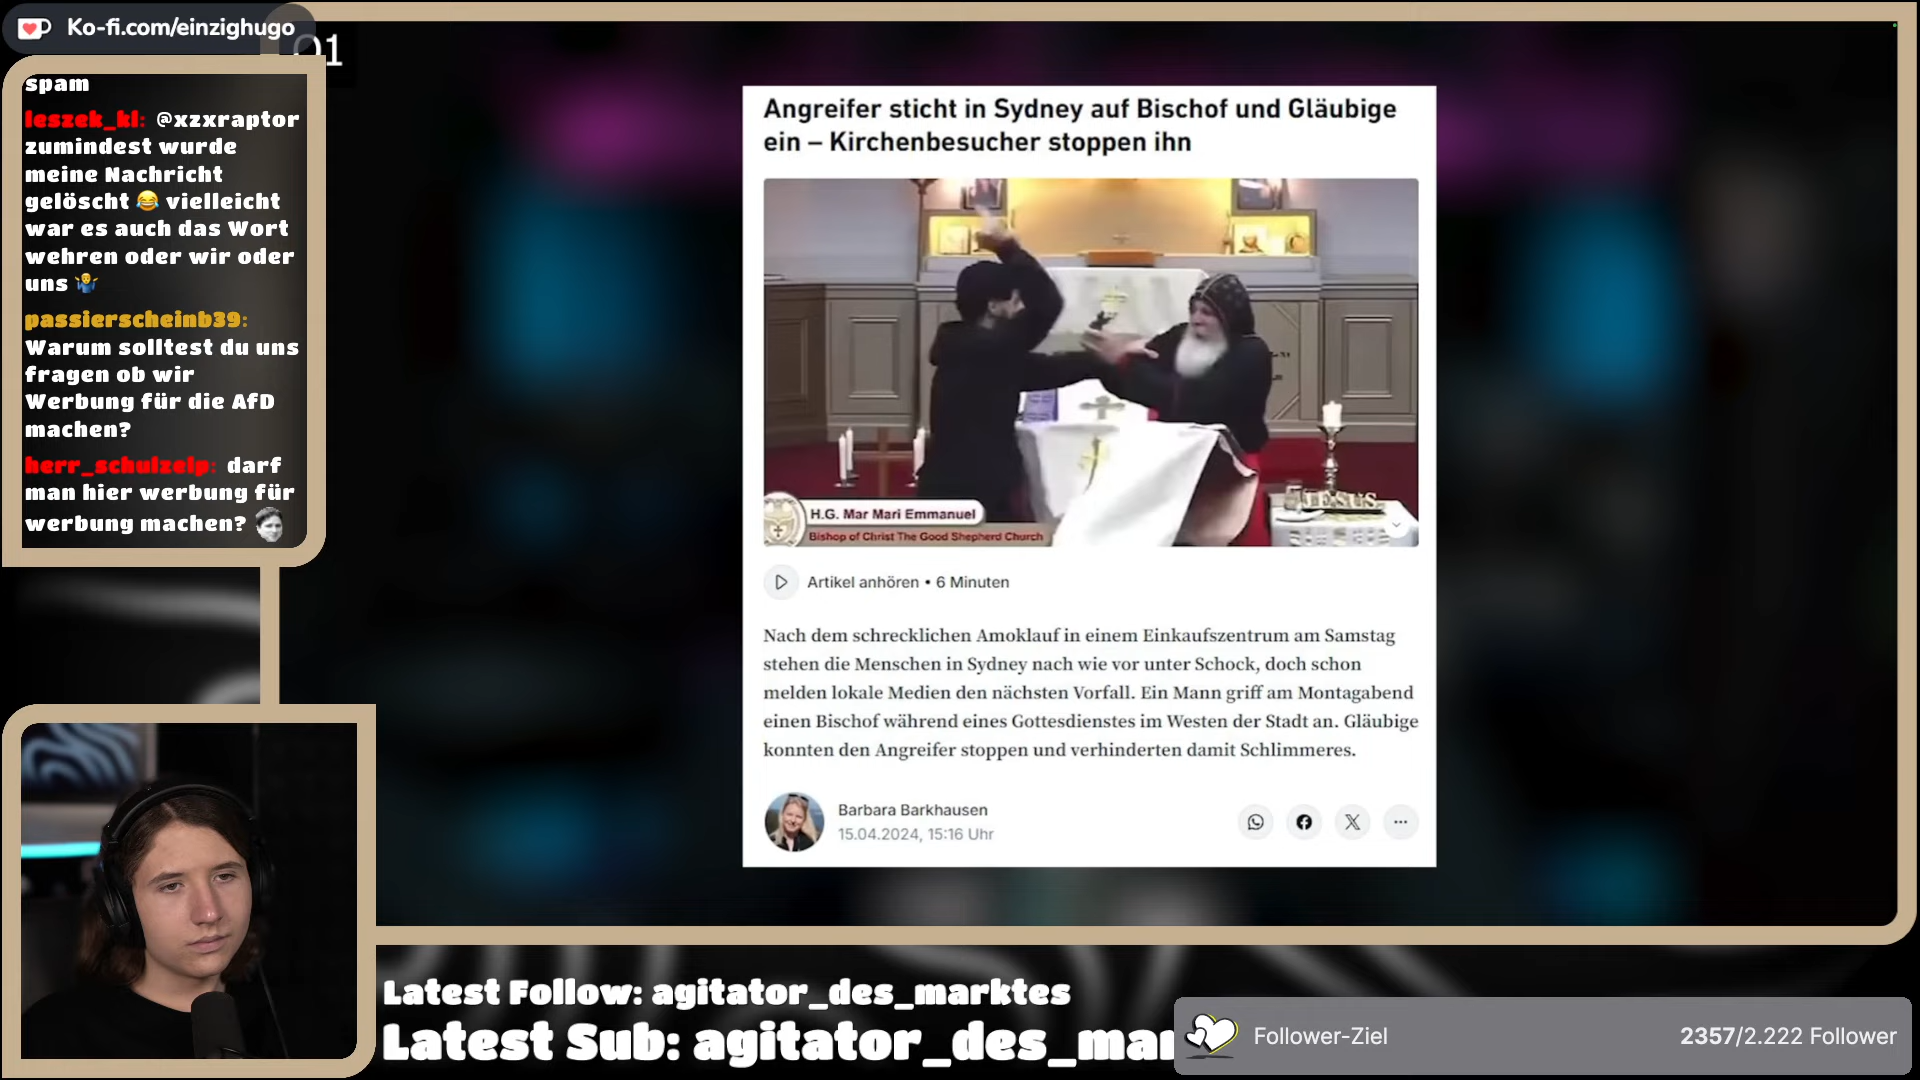 Ko-fi.com/einzighugo
spam
leszek_kl: @xzxraptor
zumindest wurde
meine Nachricht
gelöscht 😂 vielleicht
war es auch das Wort
wehren oder wir oder
uns 🤷‍♂️
passierscheinb39:
Warum solltest du uns
fragen ob wir
Werbung für die AfD
machen?
herr_schulzelp: darf
man hier werbung für
werbung machen?
Angreifer sticht in Sydney auf Bischof und Gläubige
ein – Kirchenbesucher stoppen ihn
JESUS
H.G. Mar Mari Emmanuel
Bishop of Christ The Good Shepherd Church
Artikel anhören • 6 Minuten
Nach dem schrecklichen Amoklauf in einem Einkaufszentrum am Samstag
stehen die Menschen in Sydney nach wie vor unter Schock, doch schon
melden lokale Medien den nächsten Vorfall. Ein Mann griff am Montagabend
einen Bischof während eines Gottesdienstes im Westen der Stadt an. Gläubige
konnten den Angreifer stoppen und verhinderten damit Schlimmeres.
Barbara Barkhausen
15.04.2024, 15:16 Uhr
Latest Follow: agitator_des_marktes
Latest Sub: agitator_des_mar
Follower-Ziel
2357/2.222 Follower